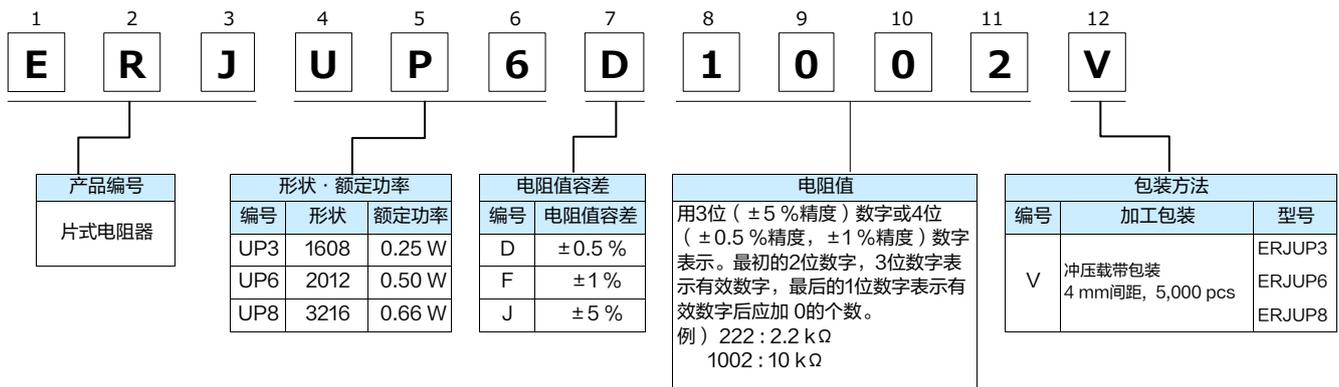 1 2 3 4 5 6 7 8 9 10 11 12
E R J U P 6 D 1 0 0 2 V
产品编号
片式电阻器
形状·额定功率
编号 形状 额定功率
UP3 1608 0.25 W
UP6 2012 0.50 W
UP8 3216 0.66 W
电阻值容差
编号 电阻值容差
D ±0.5 %
F ±1 %
J ±5 %
电阻值
用3位（±5 %精度）数字或4位
（±0.5 %精度，±1 %精度）数字
表示。最初的2位数字，3位数字表
示有效数字，最后的1位数字表示有
效数字后应加 0的个数。
例）222 : 2.2 kΩ
1002 : 10 kΩ
包装方法
编号 加工包装 型号
V
冲压载带包装
4 mm间距，5,000 pcs
ERJUP3
ERJUP6
ERJUP8